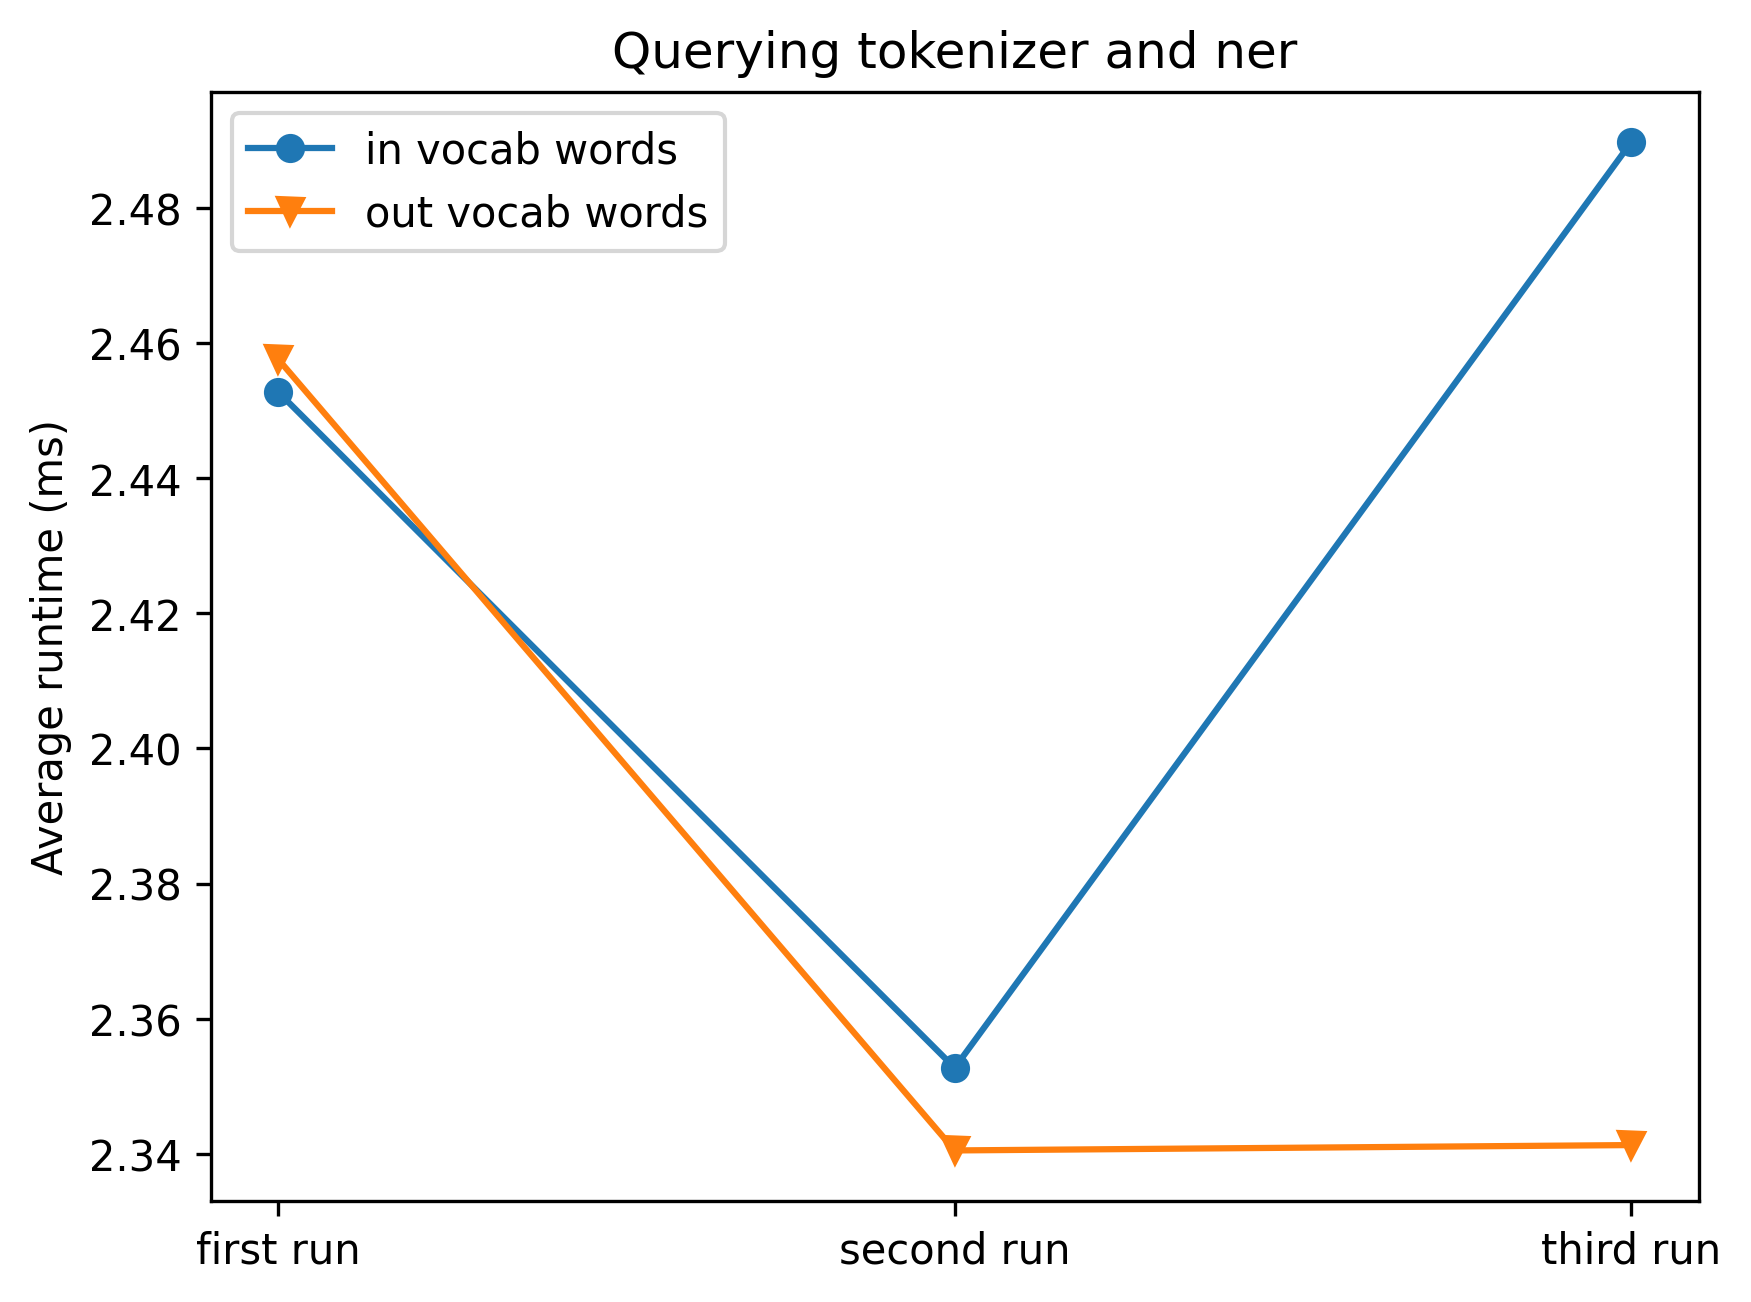 Querying tokenizer and ner
in vocab words
out vocab words
Average runtime (ms)
2.48
2.46
2.44
2.42
2.40
2.38
2.36
2.34
first run
second run
third run